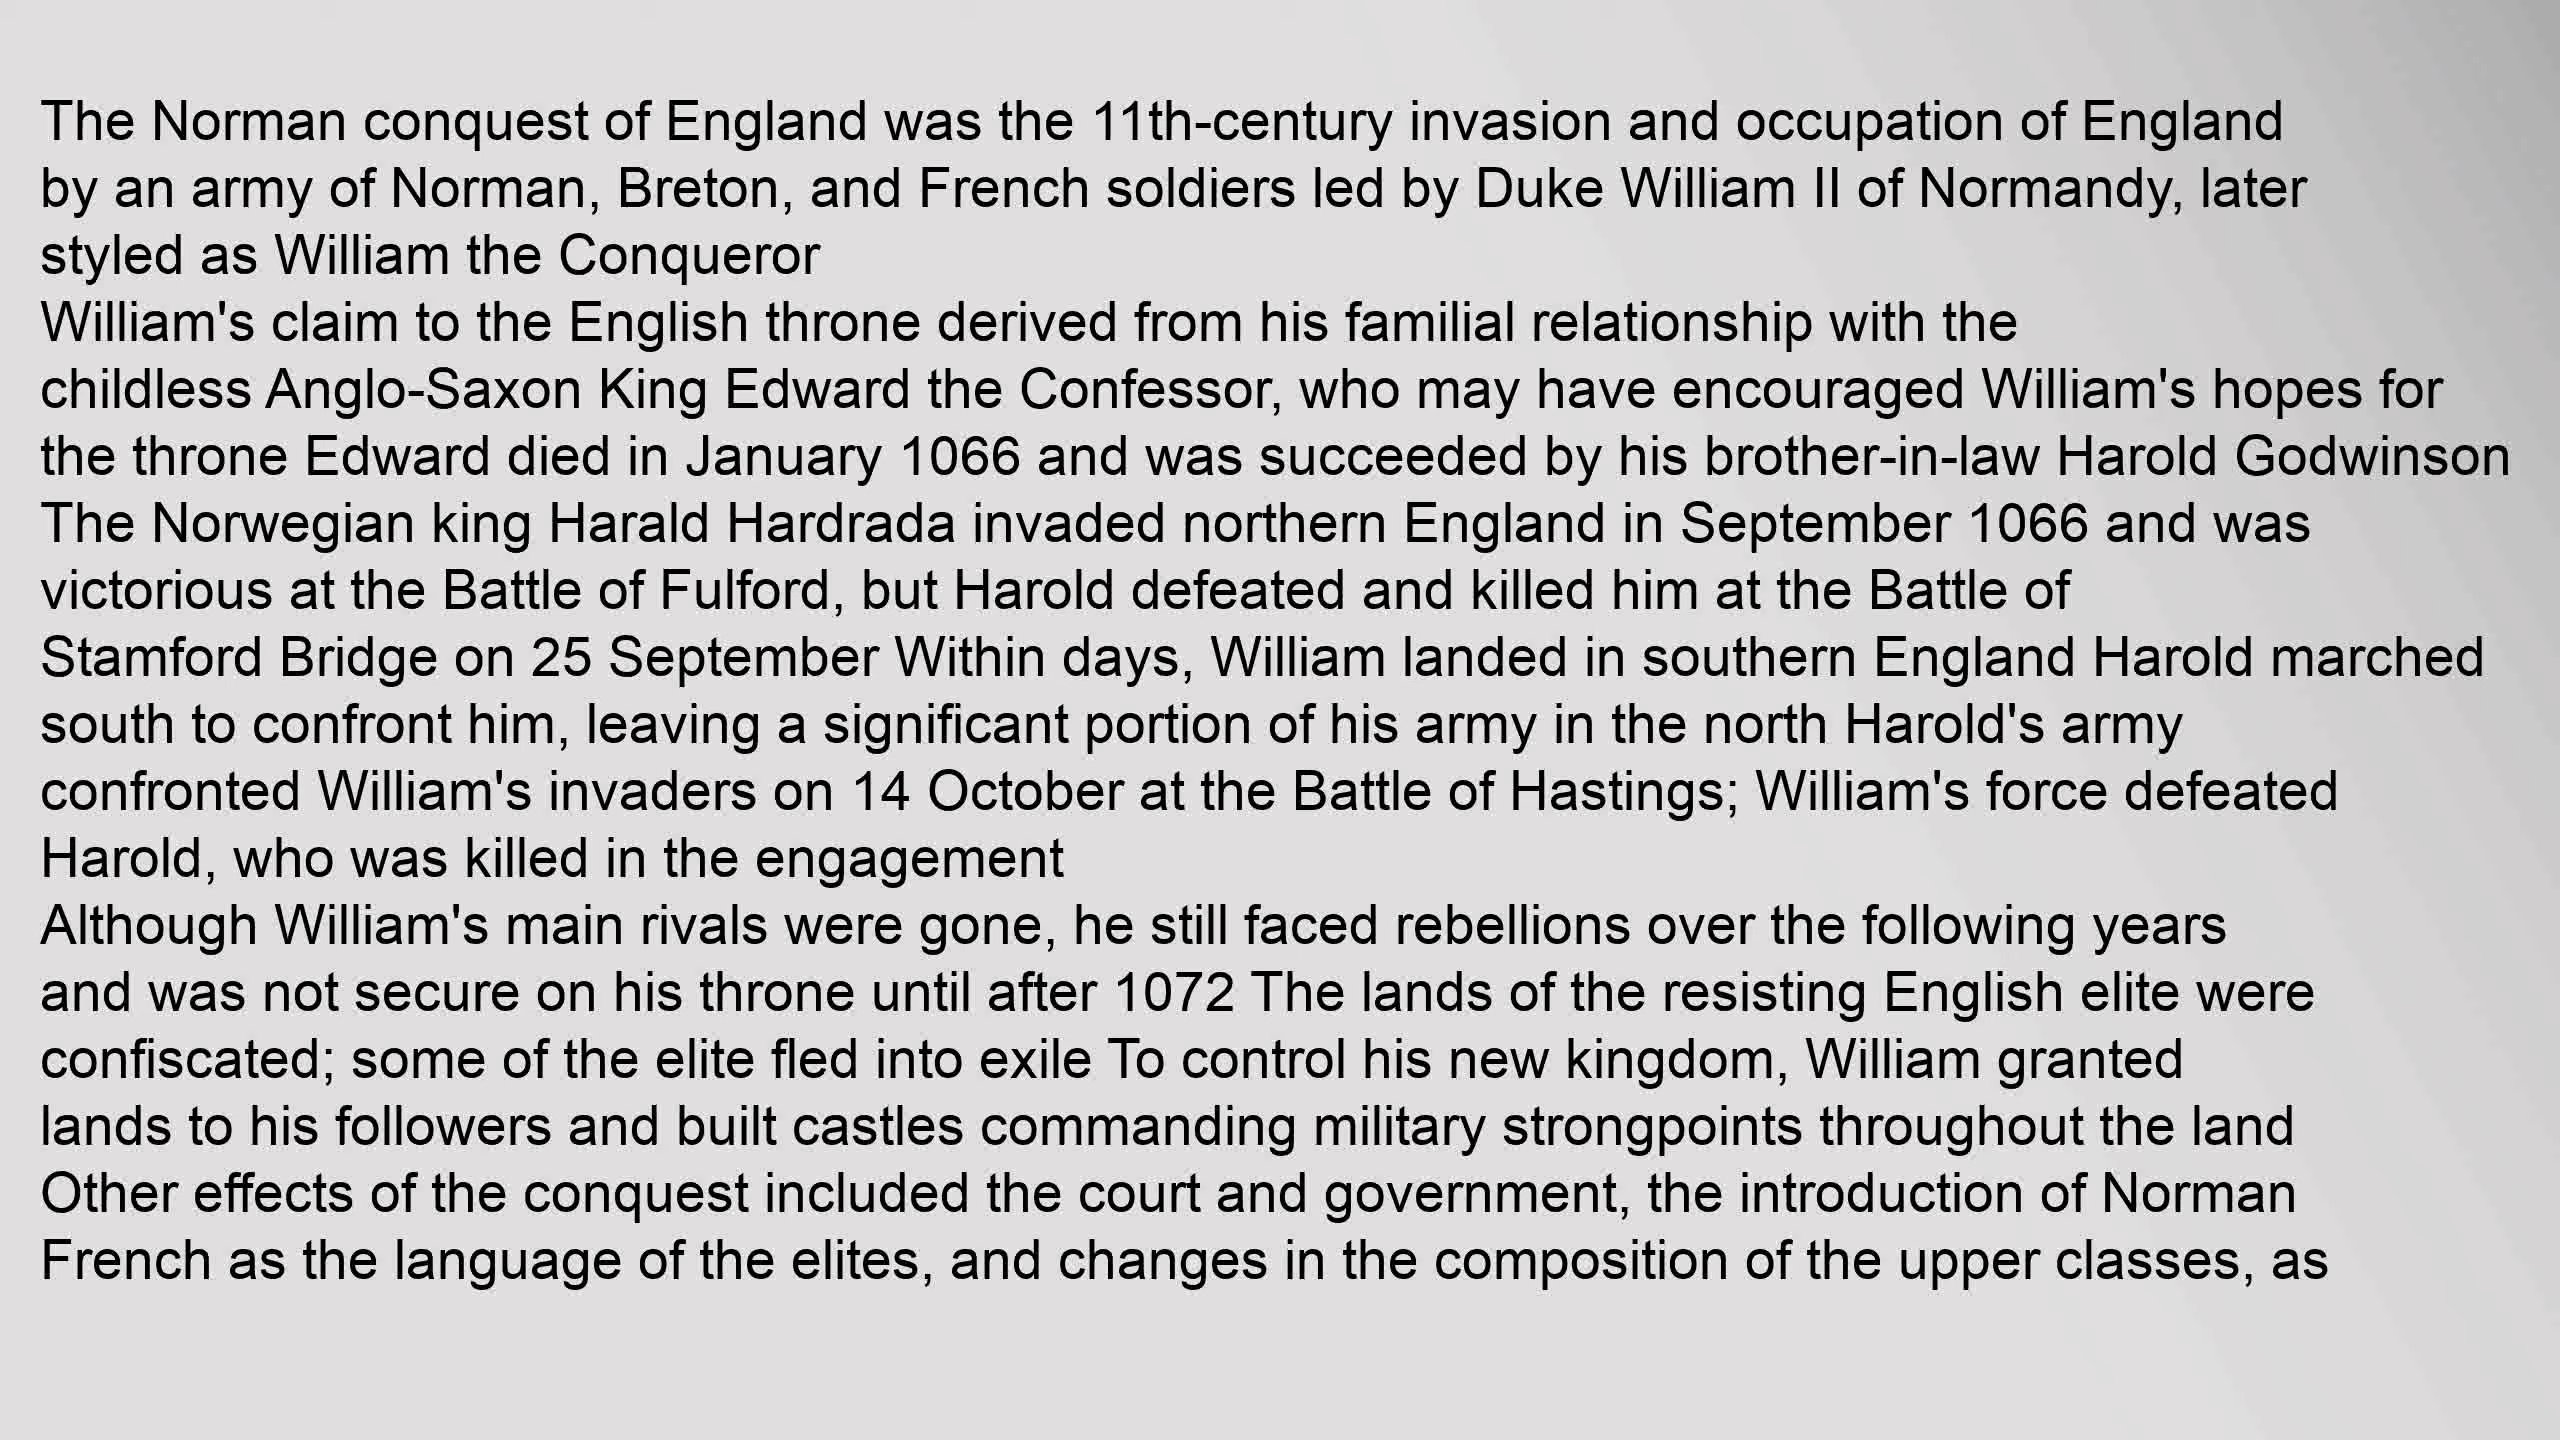 The Norman conquest of England was the 11th-century invasion and occupation of England
by an army of Norman, Breton, and French soldiers led by Duke William II of Normandy, later
styled as William the Conqueror
William's claim to the English throne derived from his familial relationship with the
childless Anglo-Saxon King Edward the Confessor, who may have encouraged William's hopes for
the throne Edward died in January 1066 and was succeeded by his brother-in-law Harold Godwinson
The Norwegian king Harald Hardrada invaded northern England in September 1066 and was
victorious at the Battle of Fulford, but Harold defeated and killed him at the Battle of
Stamford Bridge on 25 September Within days, William landed in southern England Harold marched
south to confront him, leaving a significant portion of his army in the north Harold's army
confronted William's invaders on 14 October at the Battle of Hastings; William's force defeated
Harold, who was killed in the engagement
Although William's main rivals were gone, he still faced rebellions over the following years
and was not secure on his throne until after 1072 The lands of the resisting English elite were
confiscated; some of the elite fled into exile To control his new kingdom, William granted
lands to his followers and built castles commanding military strongpoints throughout the land
Other effects of the conquest included the court and government, the introduction of Norman
French as the language of the elites, and changes in the composition of the upper classes, as